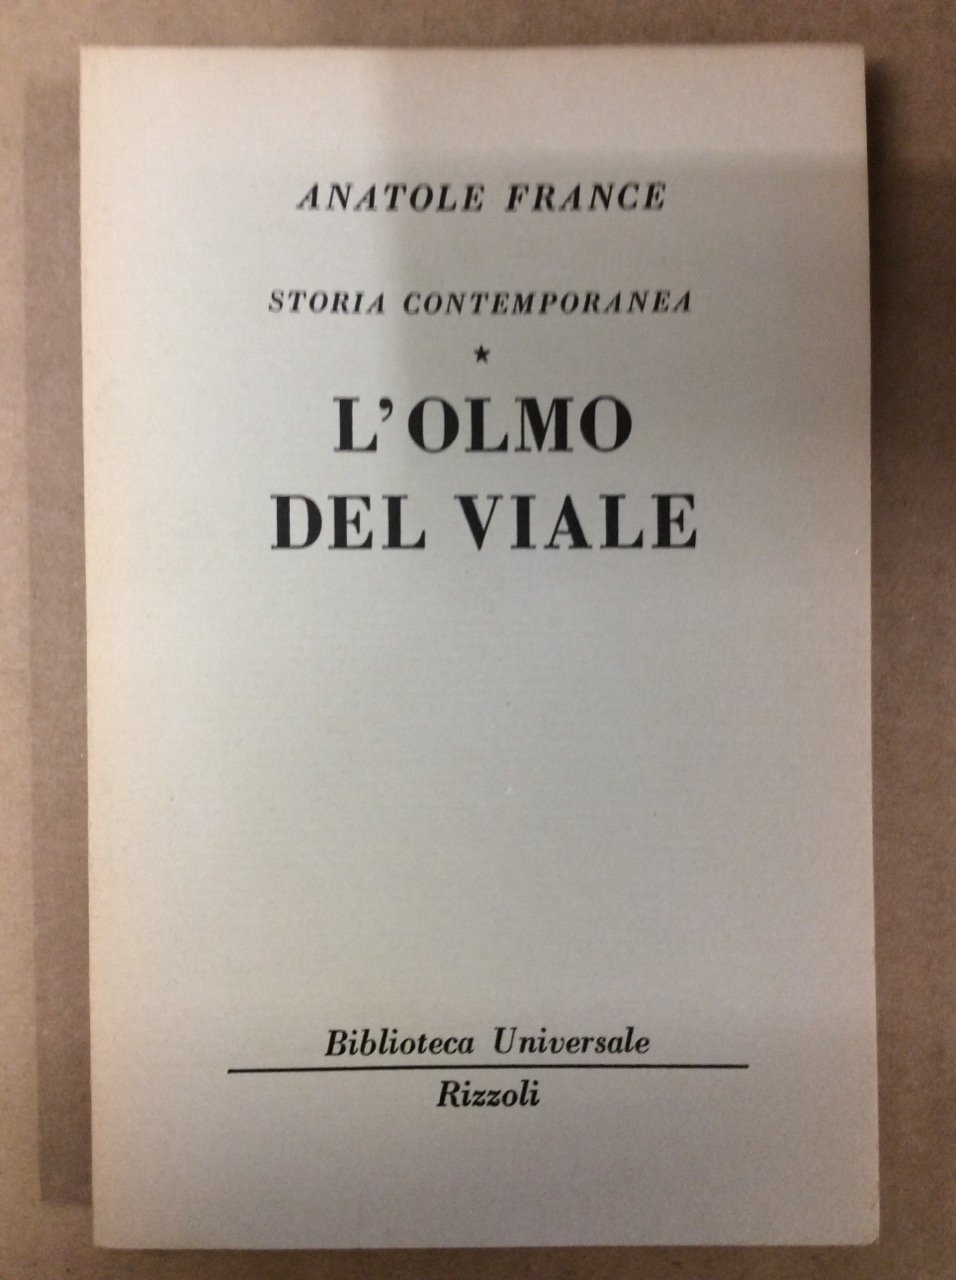 ANATOLE FRANCE
STORIA CONTEMPORANEA
★
L'OLMO
DEL VIALE
Biblioteca Universale
Rizzoli